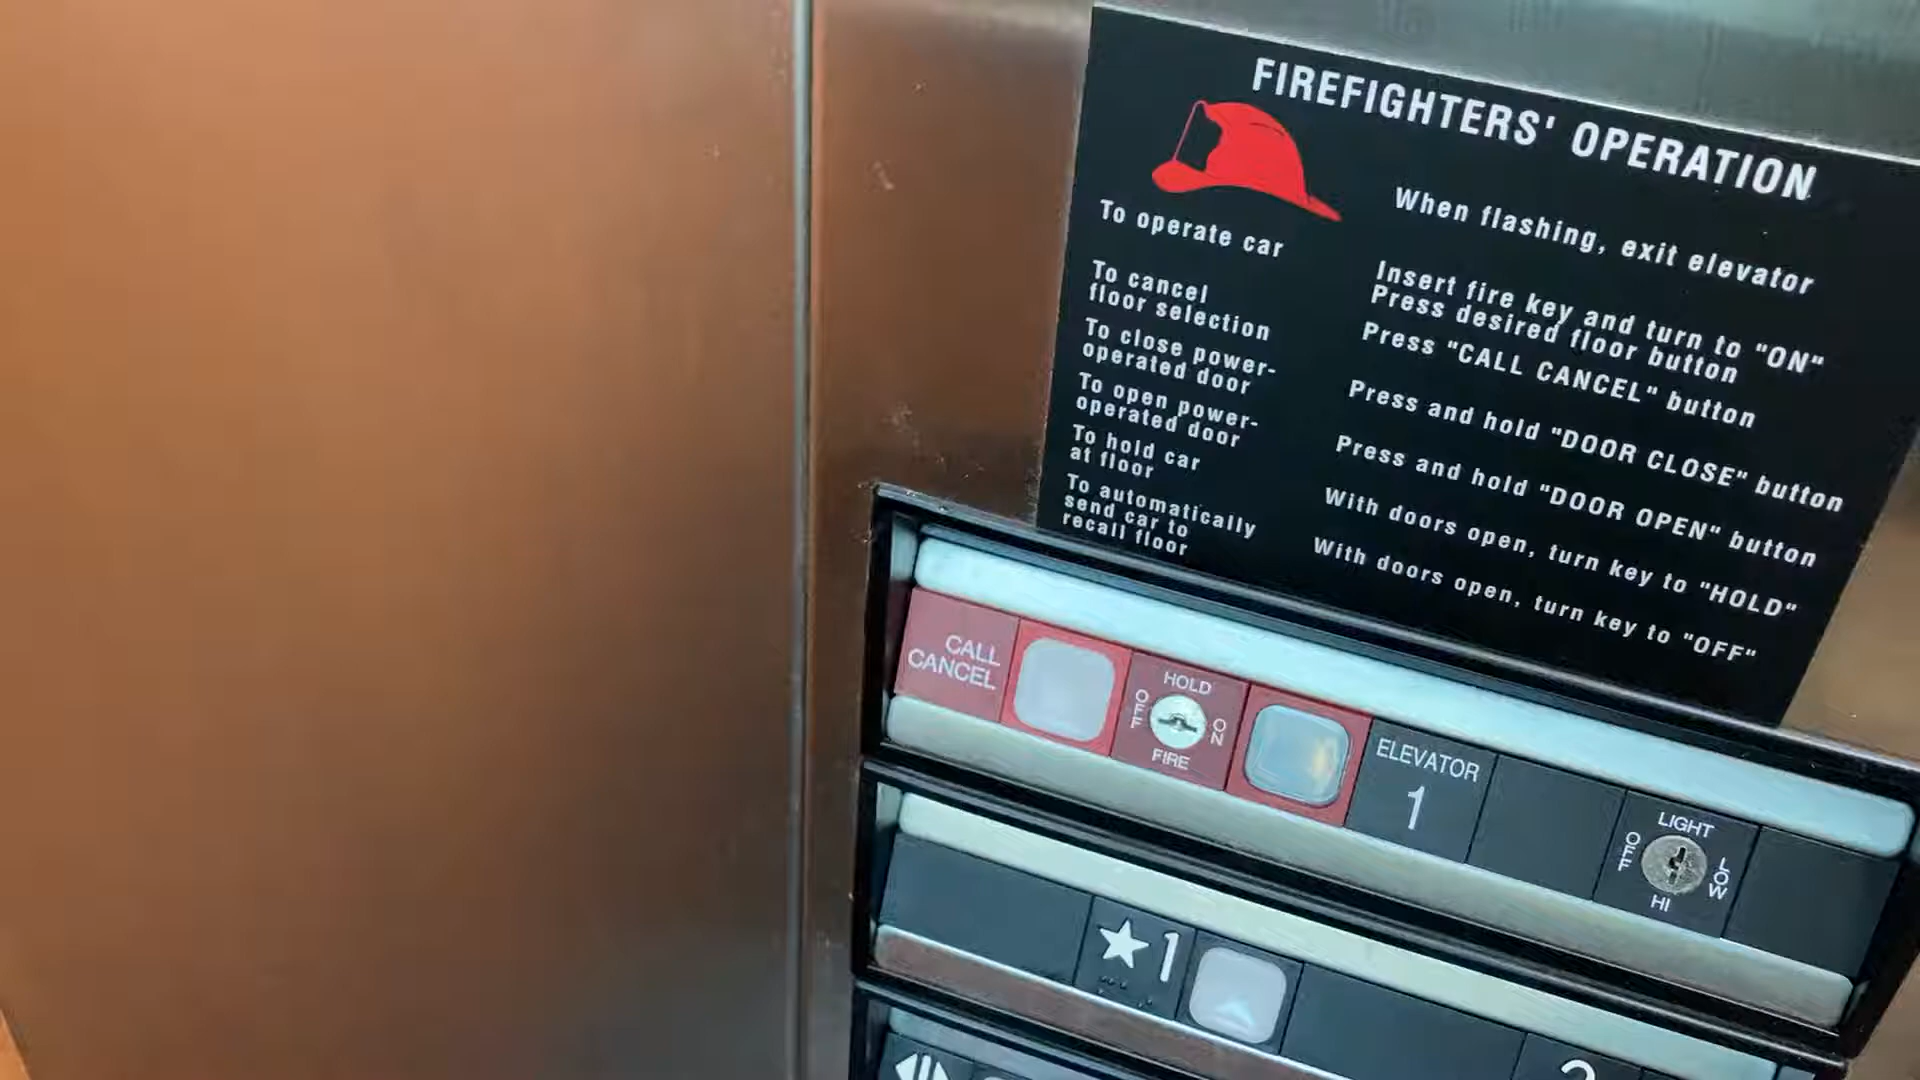 FIREFIGHTERS' OPERATION
When flashing, exit elevator
To operate car
Insert fire key and turn to "ON"
Press desired floor button
To cancel
floor selection
Press "CALL CANCEL" button
To close power-
operated door
Press and hold "DOOR CLOSE" button
To open power-
operated door
Press and hold "DOOR OPEN" button
To hold car
at floor
With doors open, turn key to "HOLD"
To automatically
send car to
recall floor
With doors open, turn key to "OFF"
CALL
CANCEL
HOLD
OFF
ON
FIRE
ELEVATOR
1
LIGHT
OFF
LOW
HI
★1